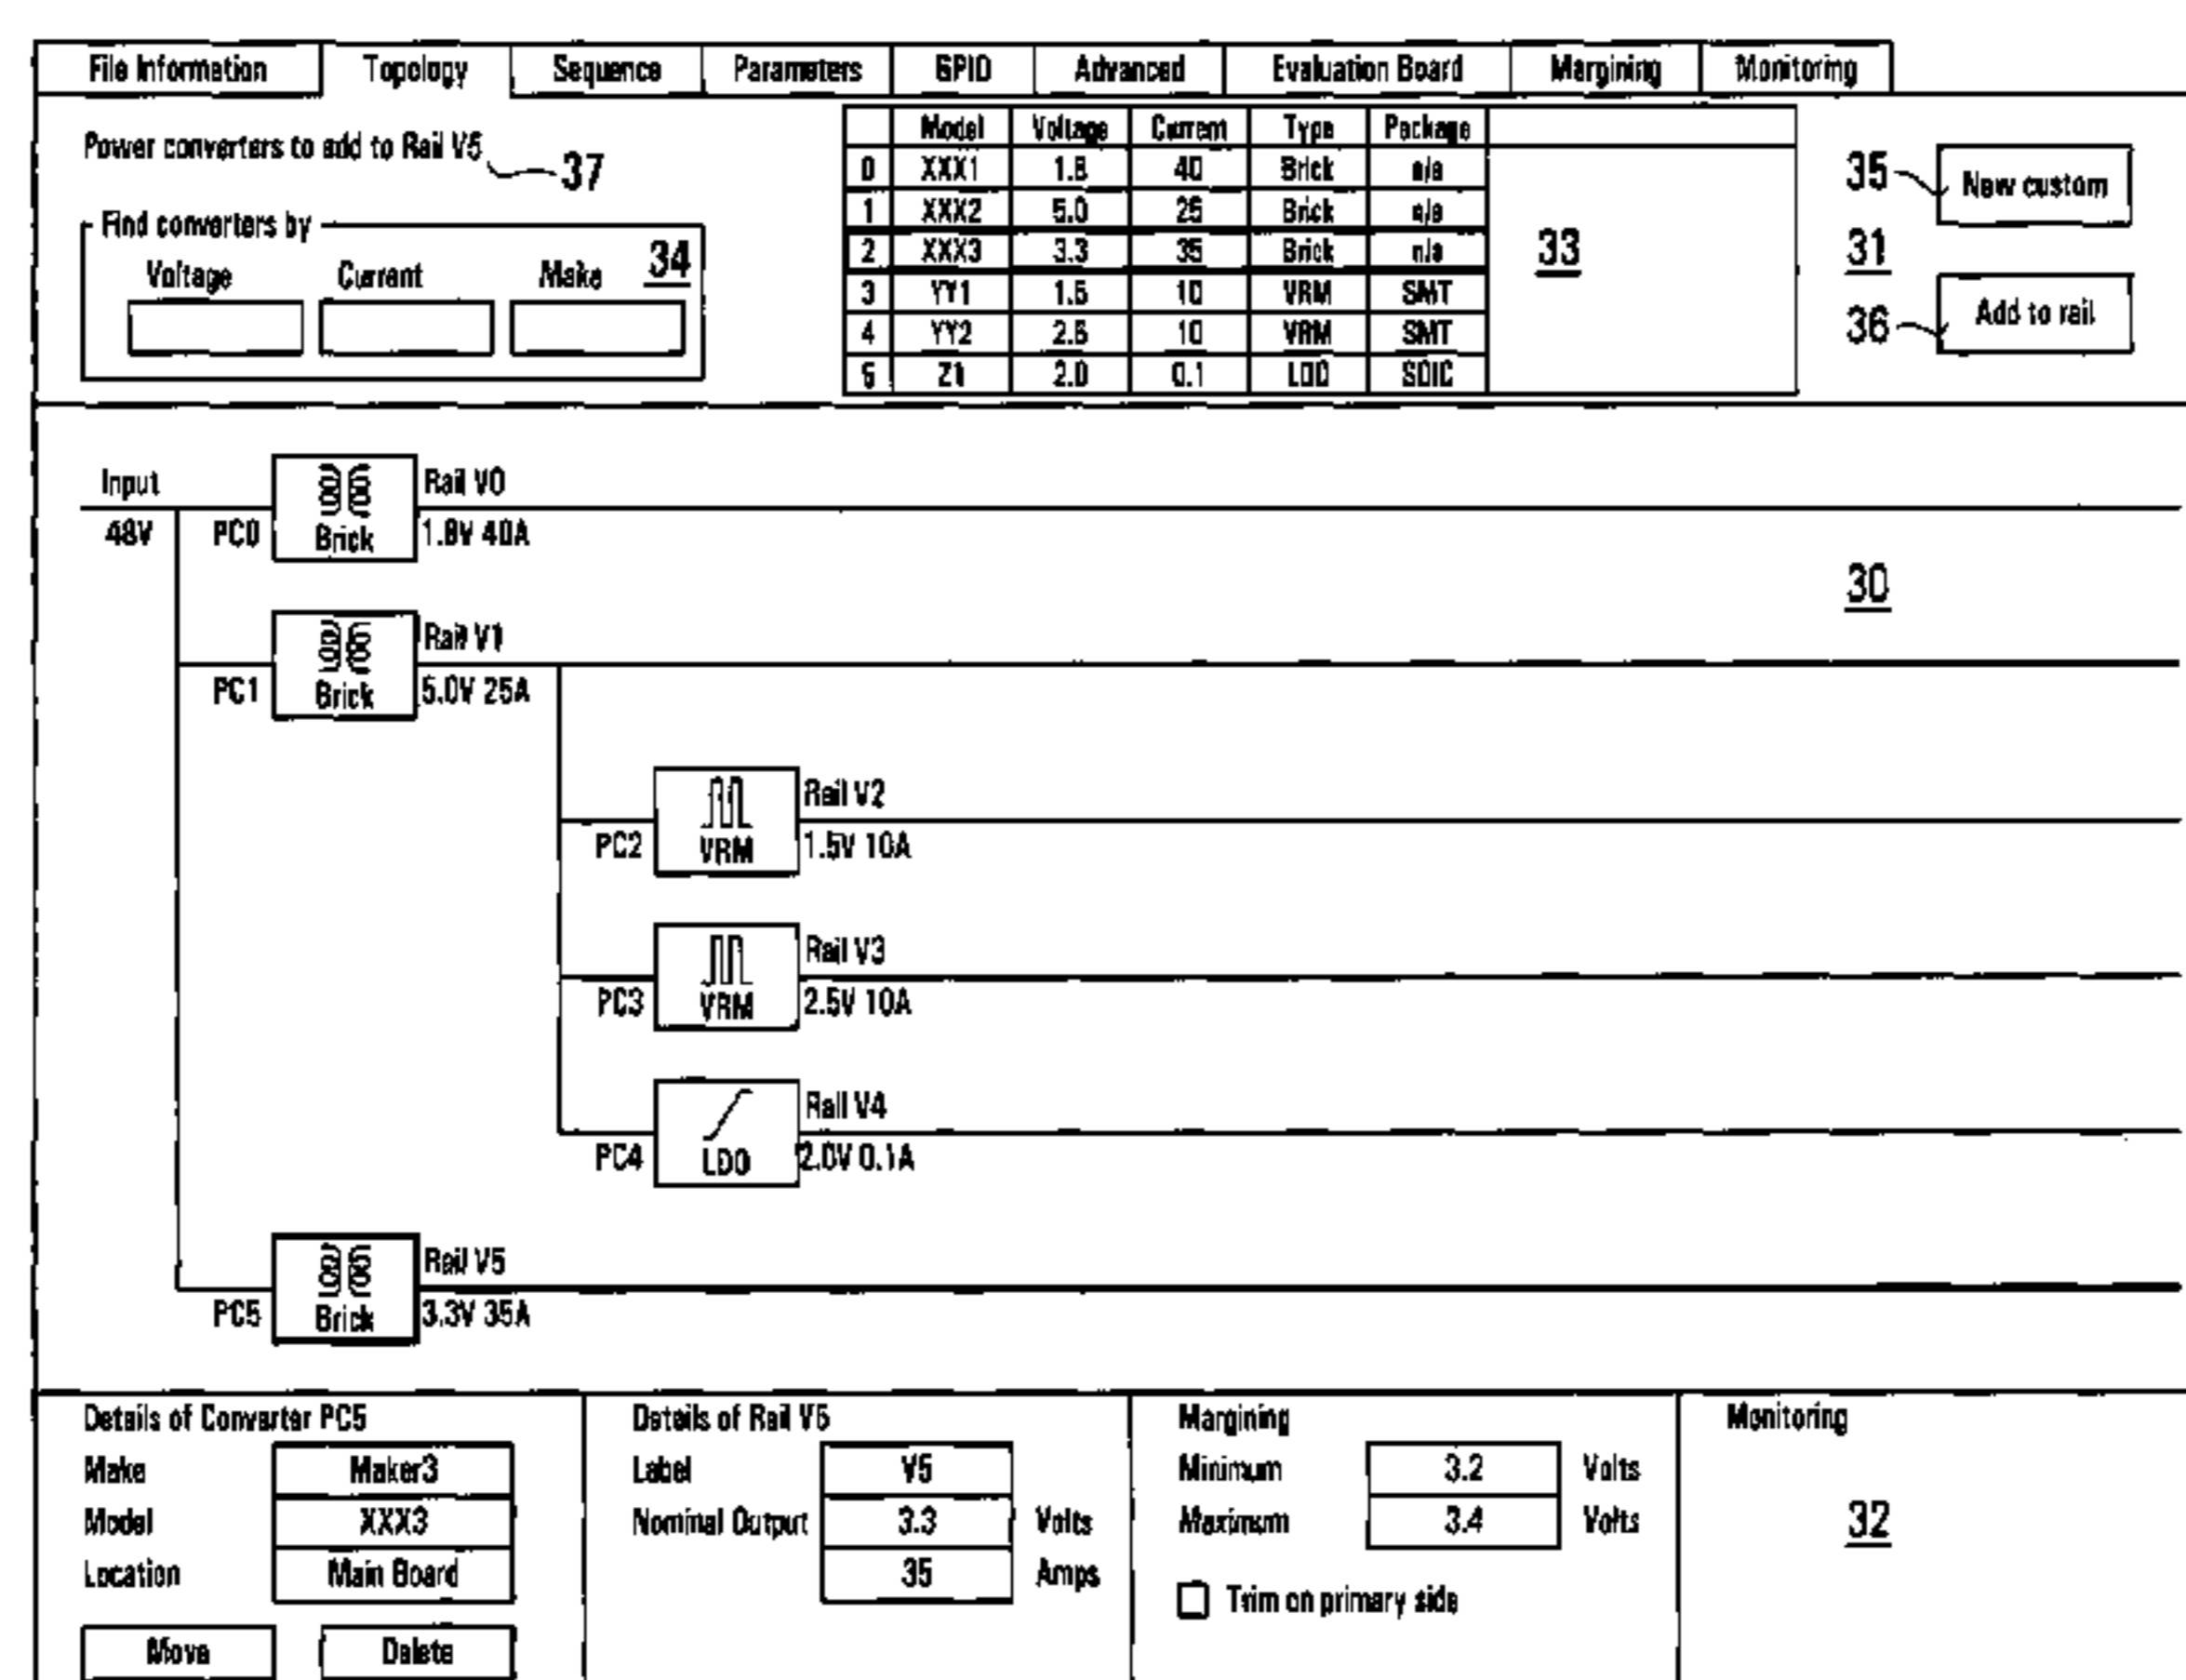 File Information Topology Sequence Parameters GPIO Advanced Evaluation Board Margining Monitoring
Power converters to add to Rail V5 37
Find converters by
Voltage Current Make 34
Model Voltage Current Type Package
0 XXX1 1.8 40 Brick n/a
1 XXX2 5.0 25 Brick n/a
2 XXX3 3.3 35 Brick n/a
3 YY1 1.5 10 VRM SMT
4 YY2 2.5 10 VRM SMT
5 Z1 2.0 0.1 LDO SOIC
33
35 New custom
31
36 Add to rail
Input
48V
PC0 Brick Rail V0
1.8V 40A
30
PC1 Brick Rail V1
5.0V 25A
PC2 VRM Rail V2
1.5V 10A
PC3 VRM Rail V3
2.5V 10A
PC4 LDO Rail V4
2.0V 0.1A
PC5 Brick Rail V5
3.3V 35A
Details of Converter PC5
Make Maker3
Model XXX3
Location Main Board
Move Delete
Details of Rail V5
Label V5
Nominal Output 3.3 Volts
35 Amps
Margining
Minimum 3.2 Volts
Maximum 3.4 Volts
Trim on primary side
Monitoring
32